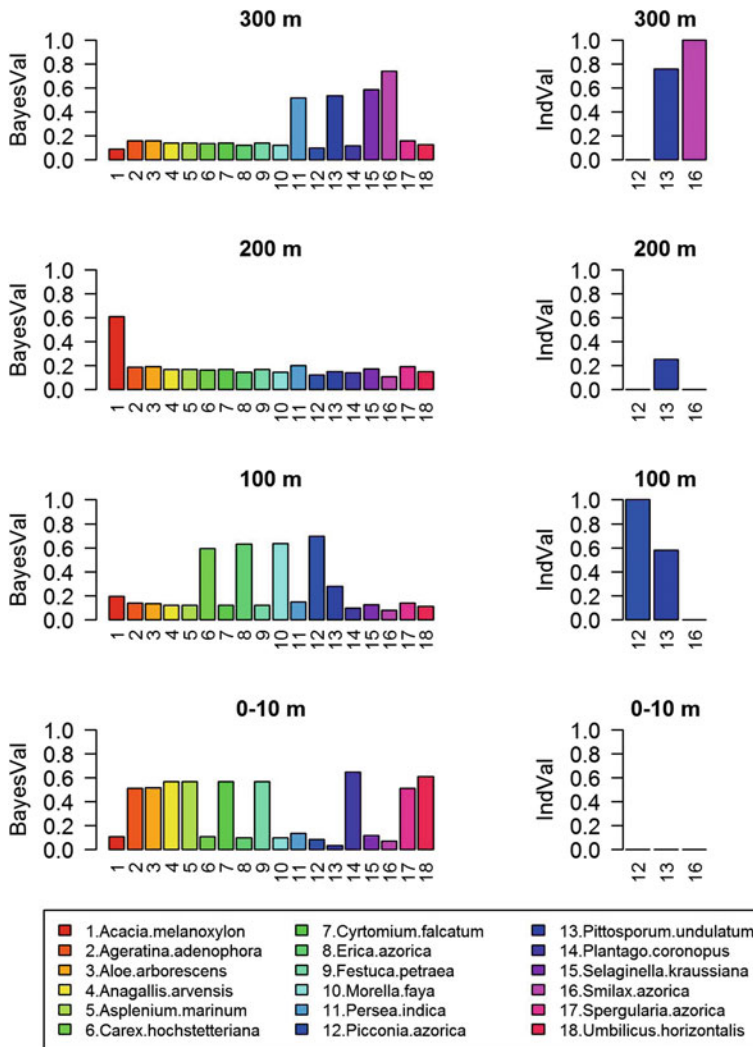 300 m
BayesVal
1.0
0.8
0.6
0.4
0.2
0.0
1 2 3 4 5 6 7 8 9 10 11 12 13 14 15 16 17 18
300 m
IndVal
1.0
0.8
0.6
0.4
0.2
0.0
12 13 16
200 m
BayesVal
1.0
0.8
0.6
0.4
0.2
0.0
1 2 3 4 5 6 7 8 9 10 11 12 13 14 15 16 17 18
200 m
IndVal
1.0
0.8
0.6
0.4
0.2
0.0
12 13 16
100 m
BayesVal
1.0
0.8
0.6
0.4
0.2
0.0
1 2 3 4 5 6 7 8 9 10 11 12 13 14 15 16 17 18
100 m
IndVal
1.0
0.8
0.6
0.4
0.2
0.0
12 13 16
0-10 m
BayesVal
1.0
0.8
0.6
0.4
0.2
0.0
1 2 3 4 5 6 7 8 9 10 11 12 13 14 15 16 17 18
0-10 m
IndVal
1.0
0.8
0.6
0.4
0.2
0.0
12 13 16
1.Acacia.melanoxylon
2.Ageratina.adenophora
3.Aloe.arborescens
4.Anagallis.arvensis
5.Asplenium.marinum
6.Carex.hochstetteriana
7.Cyrtomium.falcatum
8.Erica.azorica
9.Festuca.petraea
10.Morella.faya
11.Persea.indica
12.Picconia.azorica
13.Pittosporum.undulatum
14.Plantago.coronopus
15.Selaginella.kraussiana
16.Smilax.azorica
17.Spergularia.azorica
18.Umbilicus.horizontalis